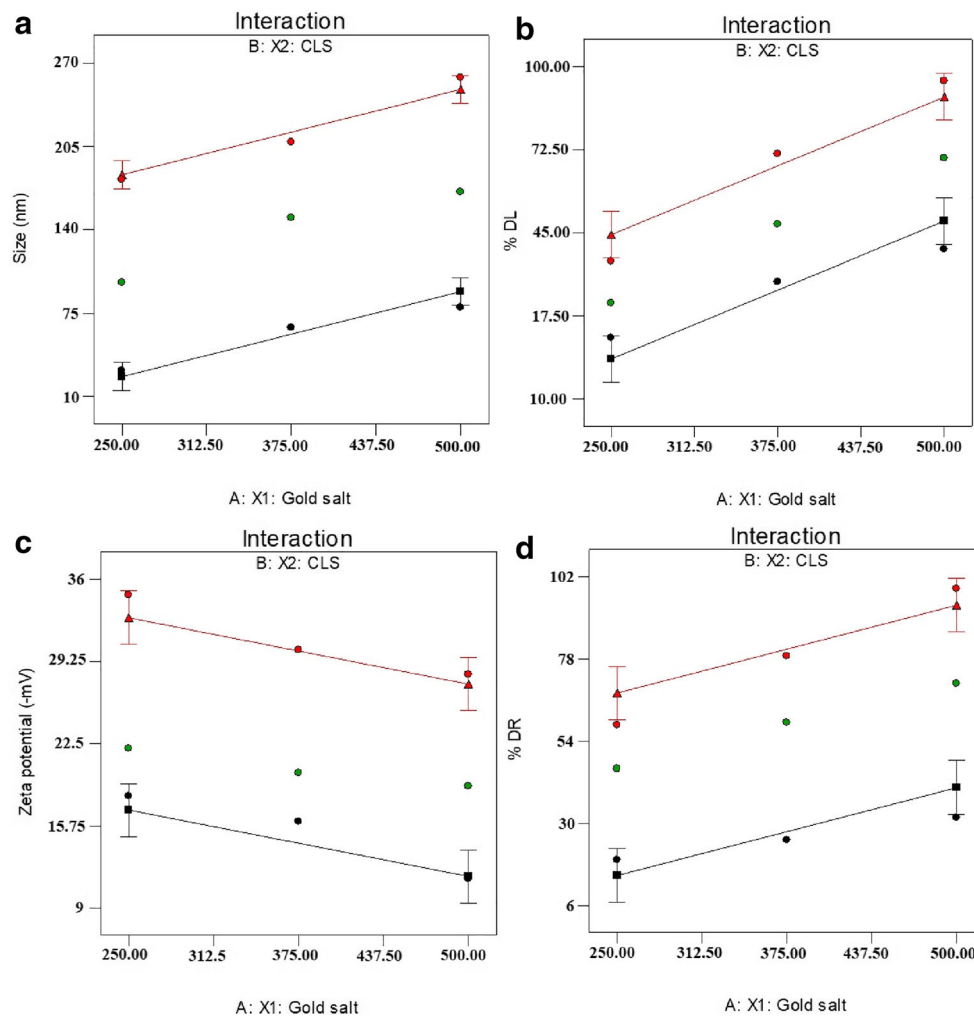 a
Interaction
B: X2: CLS
270
205
140
75
10
Size (nm)
250.00 312.50 375.00 437.50 500.00
A: X1: Gold salt
b
Interaction
B: X2: CLS
100.00
72.50
45.00
17.50
10.00
% DL
250.00 312.50 375.00 437.50 500.00
A: X1: Gold salt
c
Interaction
B: X2: CLS
36
29.25
22.5
15.75
9
Zeta potential (-mV)
250.00 312.5 375.00 437.50 500.00
A: X1: Gold salt
d
Interaction
B: X2: CLS
102
78
54
30
6
% DR
250.00 312.50 375.00 437.50 500.00
A: X1: Gold salt